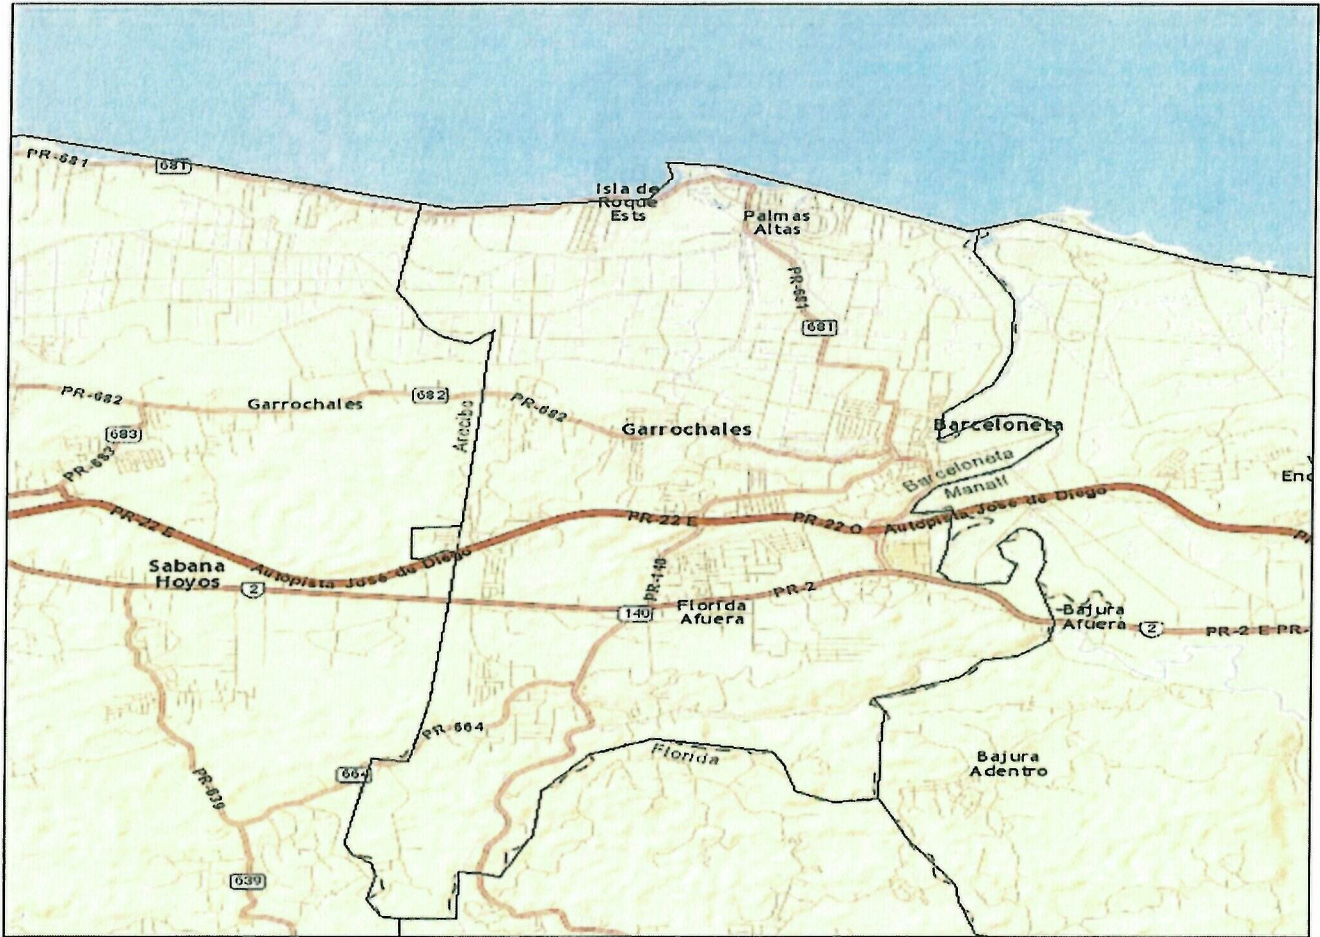 PR-681
681
Isla de
Roque
Ests
Palmas
Altas
PR-681
681
PR-682
Garrochales
682
PR-682
Arecibo
683
PR-683
Garrochales
Barceloneta
Barceloneta
Manatí
PR-22 E
PR-22 E
PR-22 O
Autopista José de Diego
Autopista José de Diego
Sabana
Hoyos
2
PR-140
140
Florida
Afuera
PR-2
Bajura
Afuera
2
PR-2 E
PR-
PR-664
664
Florida
Bajura
Adentro
PR-639
639